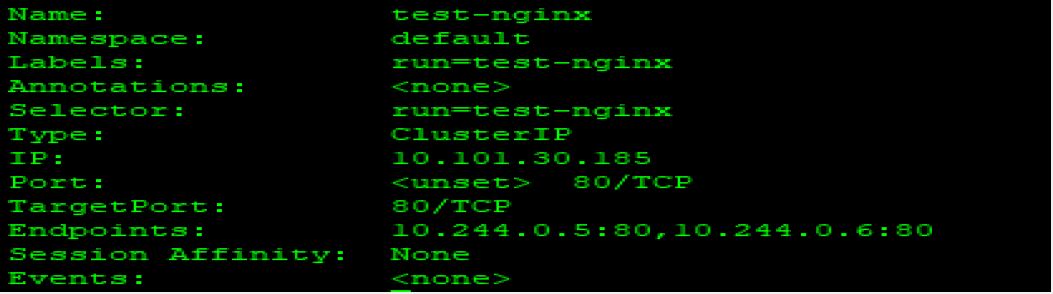 Name: test-nginx
Namespace: default
Labels: run=test-nginx
Annotations: <none>
Selector: run=test-nginx
Type: ClusterIP
IP: 10.101.30.185
Port: <unset> 80/TCP
TargetPort: 80/TCP
Endpoints: 10.244.0.5:80,10.244.0.6:80
Session Affinity: None
Events: <none>